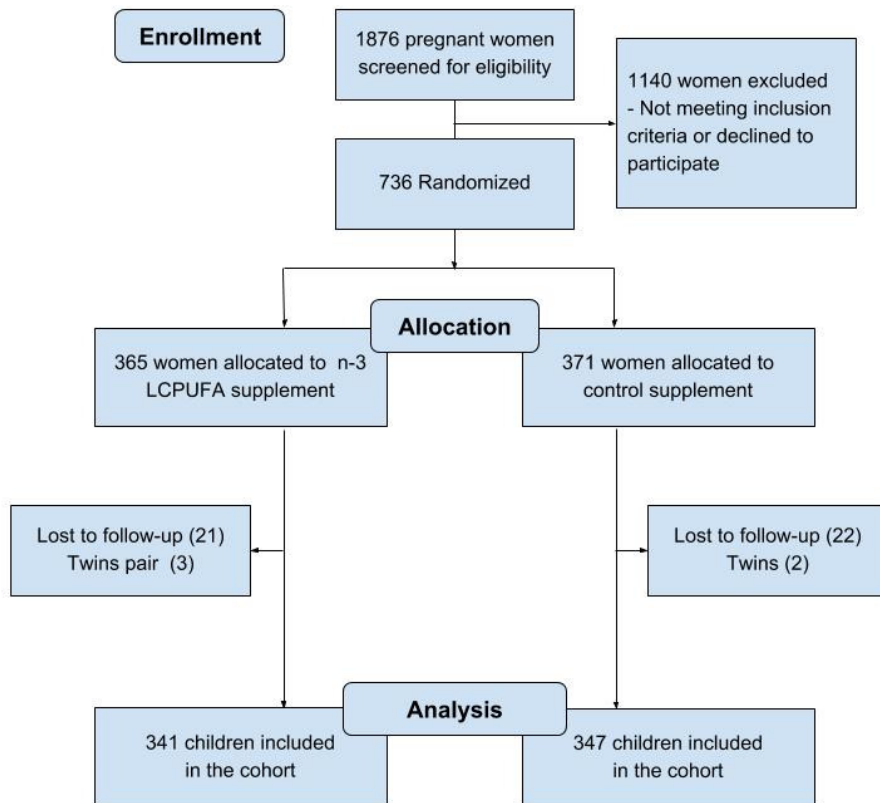 Enrollment
1876 pregnant women
screened for eligibility
1140 women excluded
- Not meeting inclusion
criteria or declined to
participate
736 Randomized
Allocation
365 women allocated to n-3
LCPUFA supplement
371 women allocated to
control supplement
Lost to follow-up (21)
Twins pair (3)
Lost to follow-up (22)
Twins (2)
Analysis
341 children included
in the cohort
347 children included
in the cohort